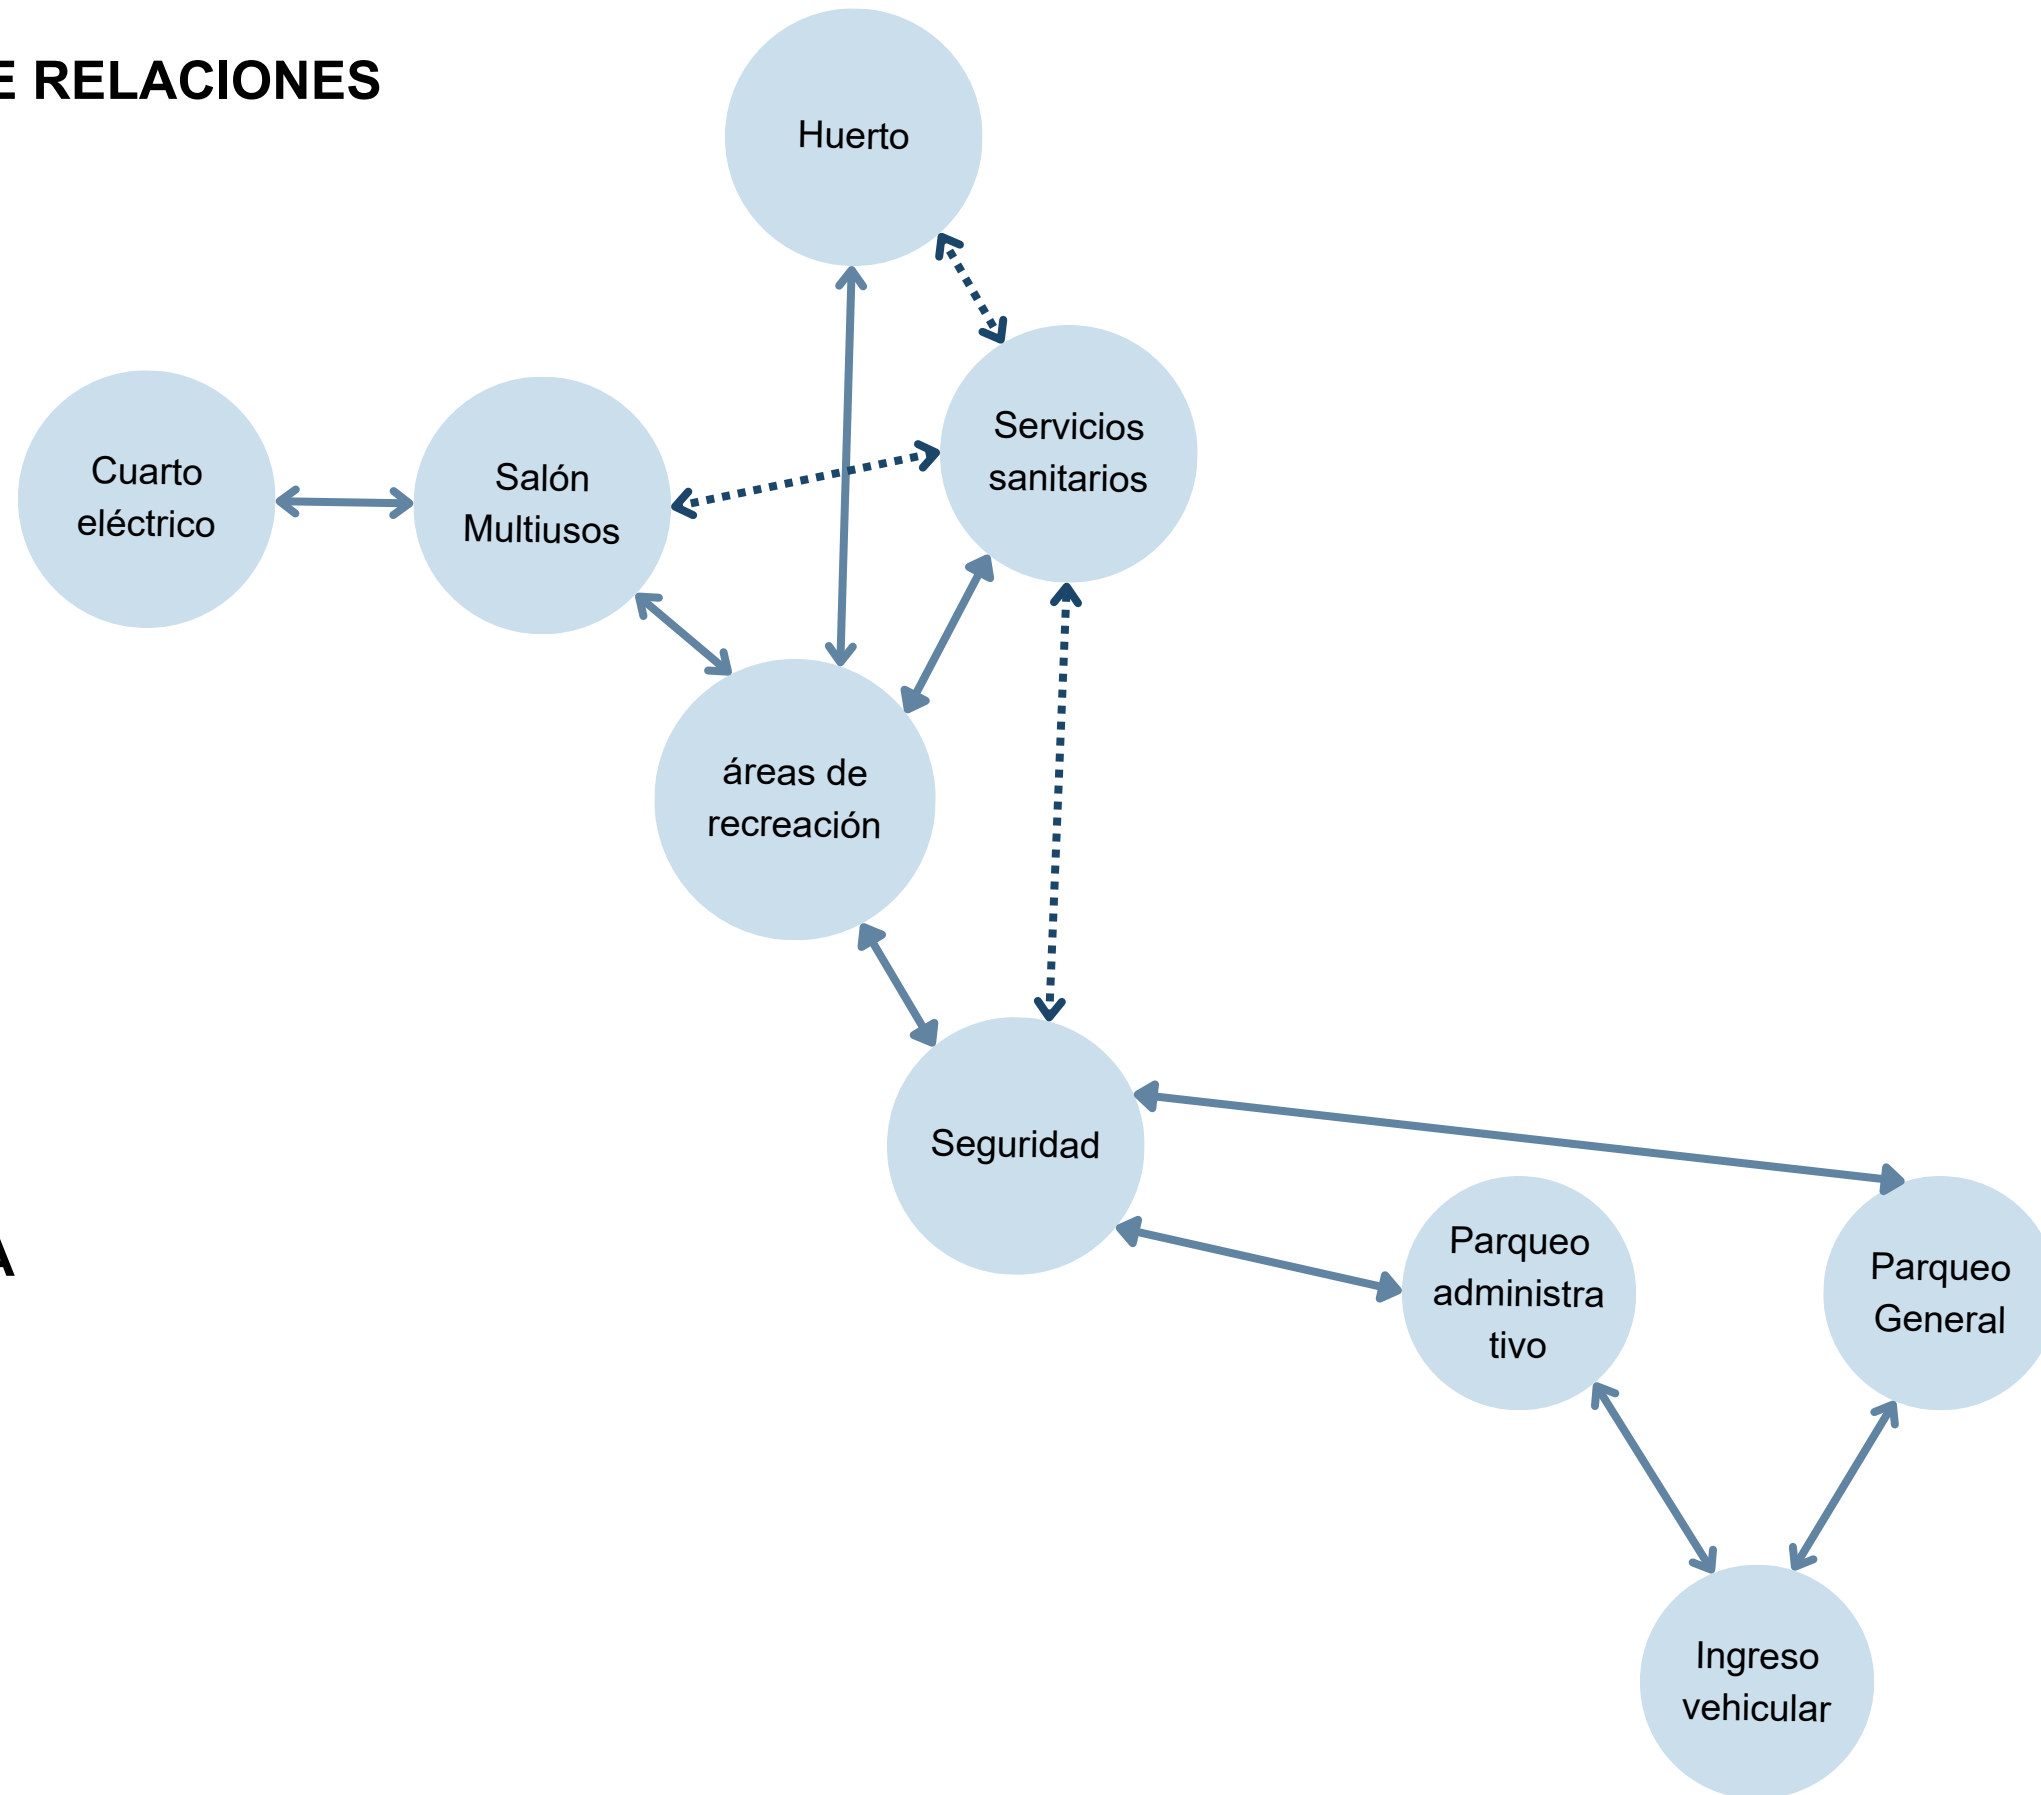 E RELACIONES
Huerto
Servicios
sanitarios
Cuarto
eléctrico
Salón
Multiusos
áreas de
recreación
Seguridad
A
Parqueo
administra
tivo
Parqueo
General
Ingreso
vehicular